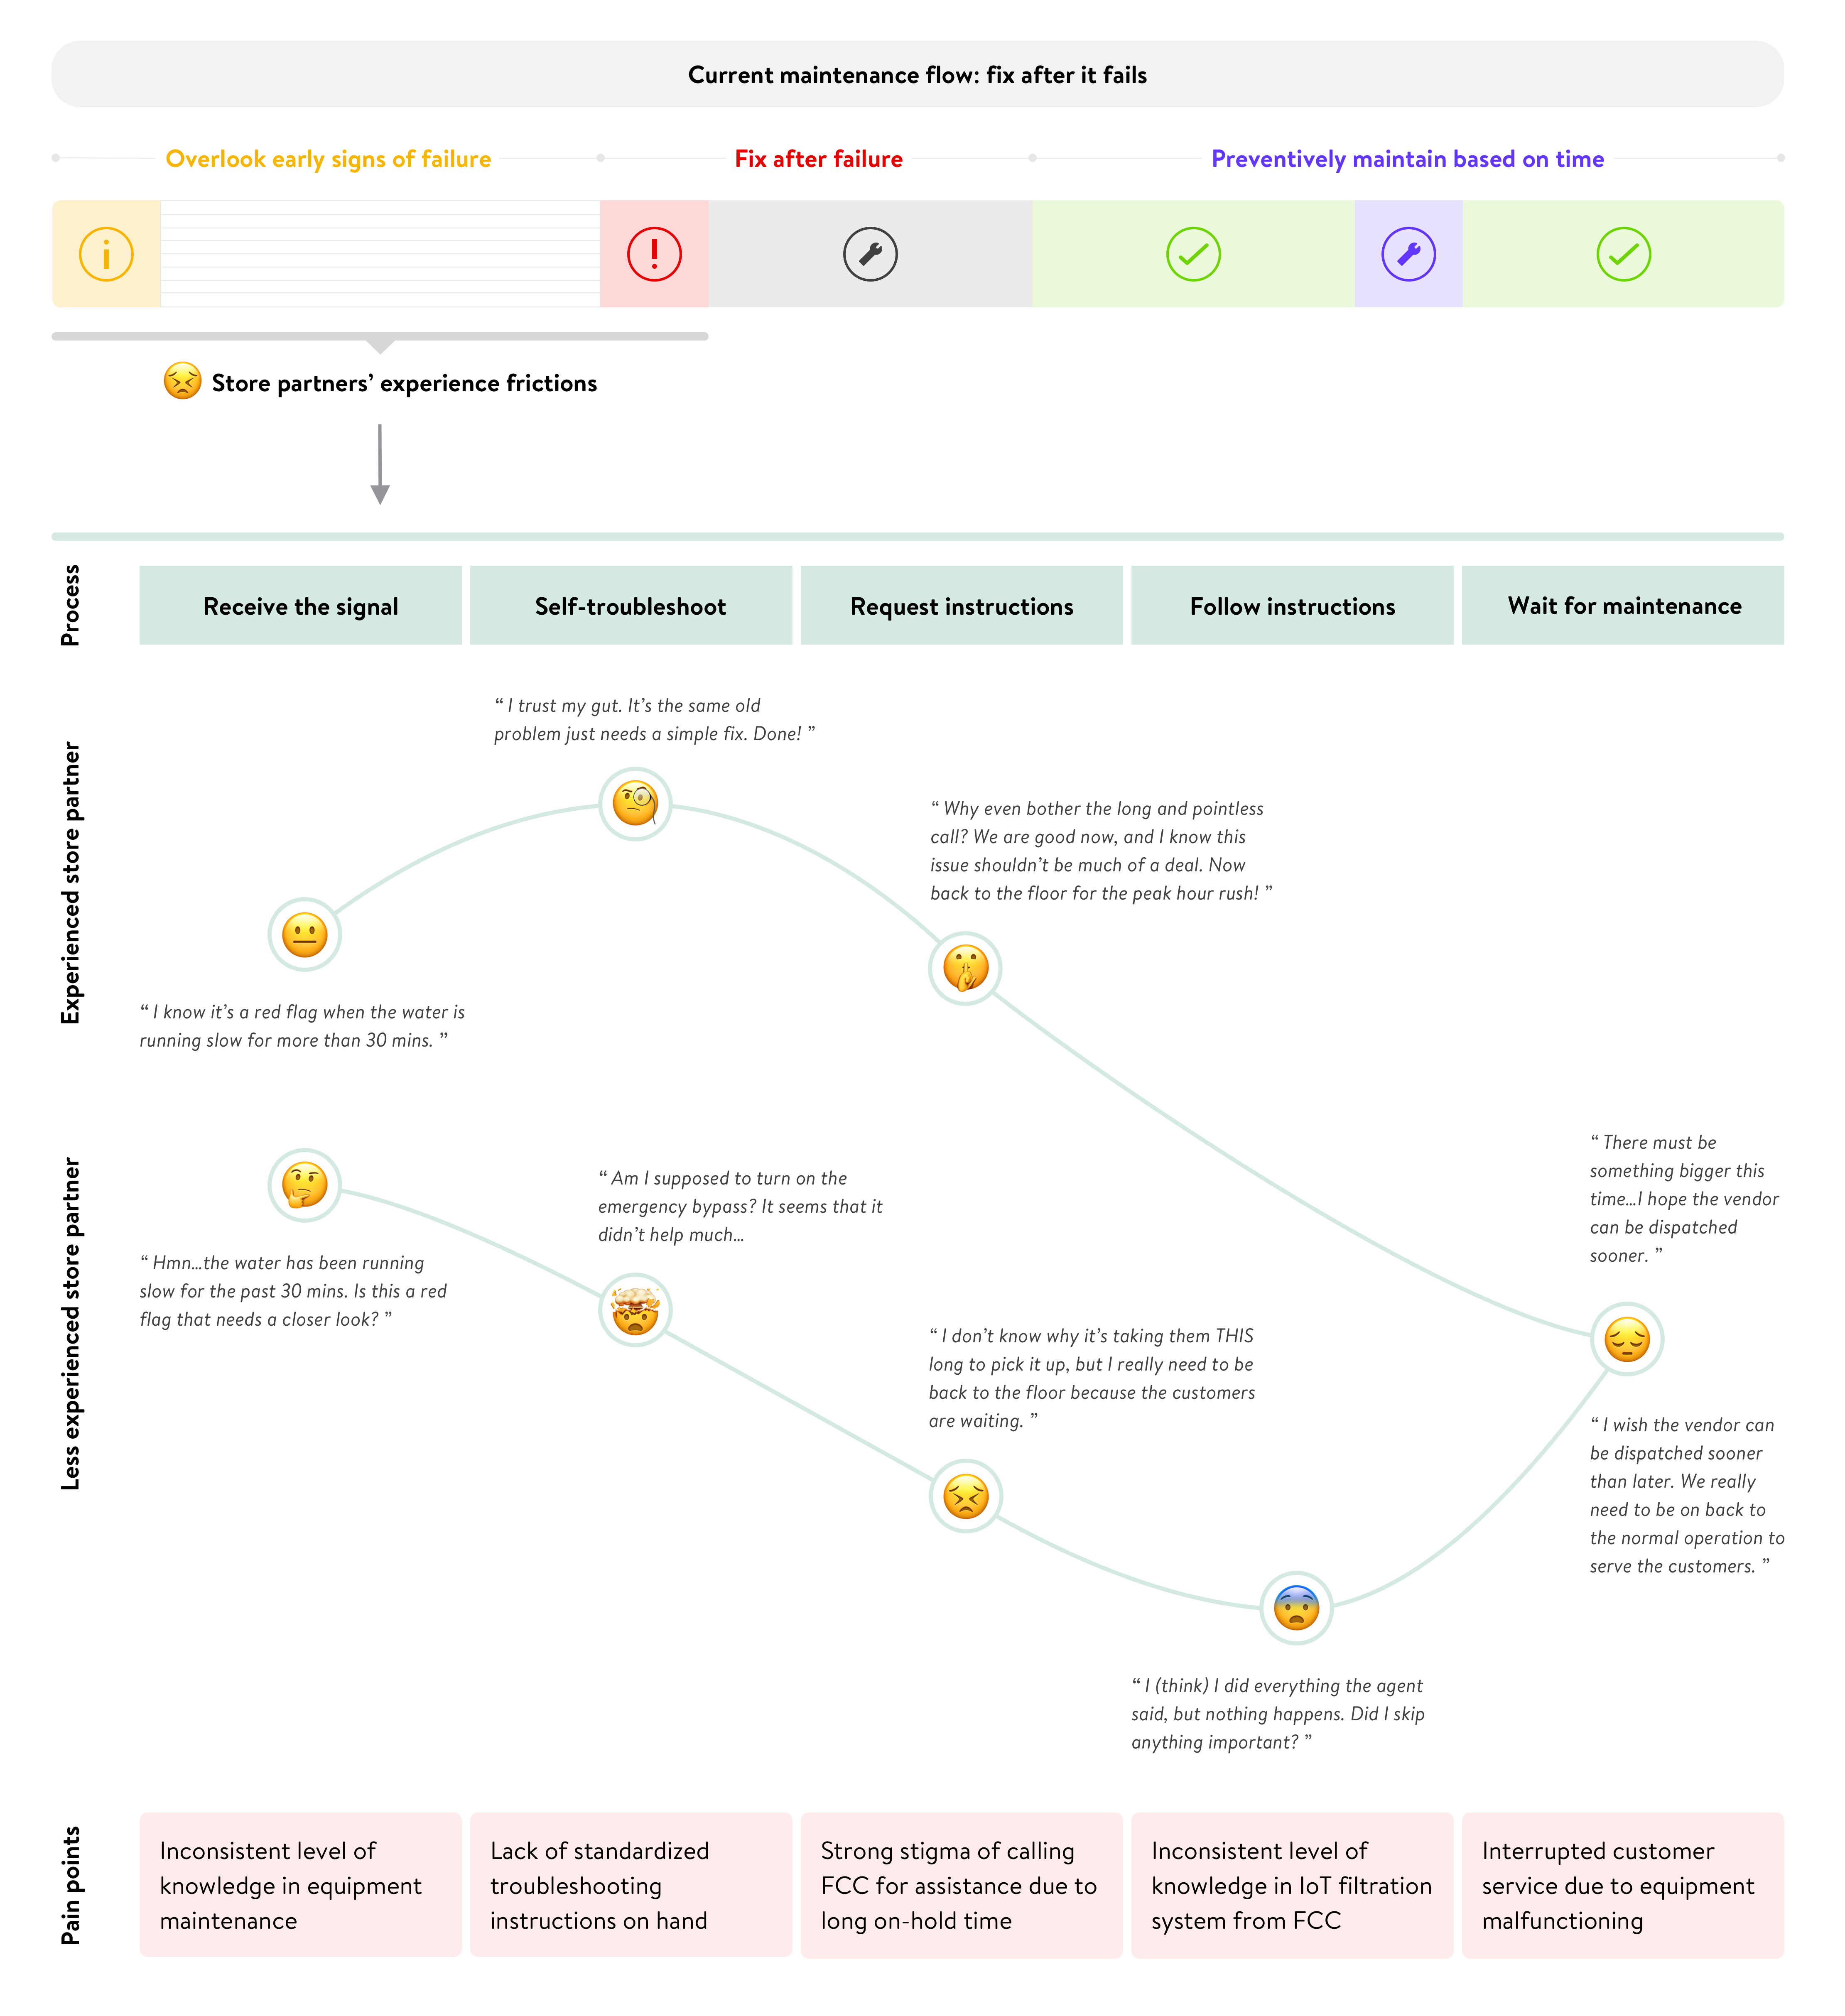 Current maintenance flow: fix after it fails
Overlook early signs of failure
Fix after failure
Preventively maintain based on time
Store partners’ experience frictions
Process
Receive the signal
Self-troubleshoot
Request instructions
Follow instructions
Wait for maintenance
Experienced store partner
“ I trust my gut. It’s the same old
problem just needs a simple fix. Done! ”
“ Why even bother the long and pointless
call? We are good now, and I know this
issue shouldn’t be much of a deal. Now
back to the floor for the peak hour rush! ”
“ I know it’s a red flag when the water is
running slow for more than 30 mins. ”
“ There must be
something bigger this
time...I hope the vendor
can be dispatched
sooner. ”
Less experienced store partner
“ Hmn...the water has been running
slow for the past 30 mins. Is this a red
flag that needs a closer look? ”
“ Am I supposed to turn on the
emergency bypass? It seems that it
didn’t help much...
“ I don’t know why it’s taking them THIS
long to pick it up, but I really need to be
back to the floor because the customers
are waiting. ”
“ I wish the vendor can
be dispatched sooner
than later. We really
need to be on back to
the normal operation to
serve the customers. ”
“ I (think) I did everything the agent
said, but nothing happens. Did I skip
anything important? ”
Pain points
Inconsistent level of
knowledge in equipment
maintenance
Lack of standardized
troubleshooting
instructions on hand
Strong stigma of calling
FCC for assistance due to
long on-hold time
Inconsistent level of
knowledge in IoT filtration
system from FCC
Interrupted customer
service due to equipment
malfunctioning